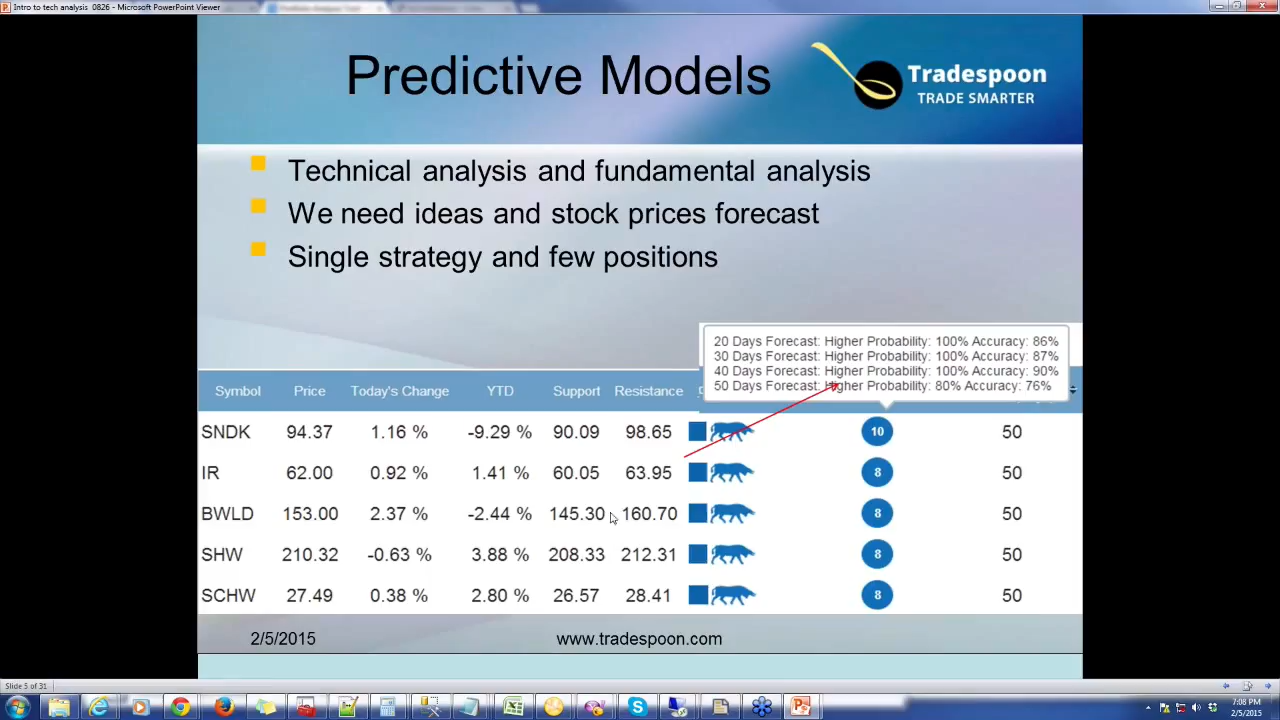 Intro to tech analysis 0826 - Microsoft PowerPoint Viewer
Predictive Models
Tradespoon
TRADE SMARTER
Technical analysis and fundamental analysis
We need ideas and stock prices forecast
Single strategy and few positions
20 Days Forecast: Higher Probability: 100% Accuracy: 86%
30 Days Forecast: Higher Probability: 100% Accuracy: 87%
40 Days Forecast: Higher Probability: 100% Accuracy: 90%
50 Days Forecast: Higher Probability: 80% Accuracy: 76%
Symbol Price Today's Change YTD Support Resistance
SNDK 94.37 1.16 % -9.29 % 90.09 98.65 10 50
IR 62.00 0.92 % 1.41 % 60.05 63.95 8 50
BWLD 153.00 2.37 % -2.44 % 145.30 160.70 8 50
SHW 210.32 -0.63 % 3.88 % 208.33 212.31 8 50
SCHW 27.49 0.38 % 2.80 % 26.57 28.41 8 50
2/5/2015 www.tradespoon.com
Slide 5 of 31
7:08 PM
2/5/2015